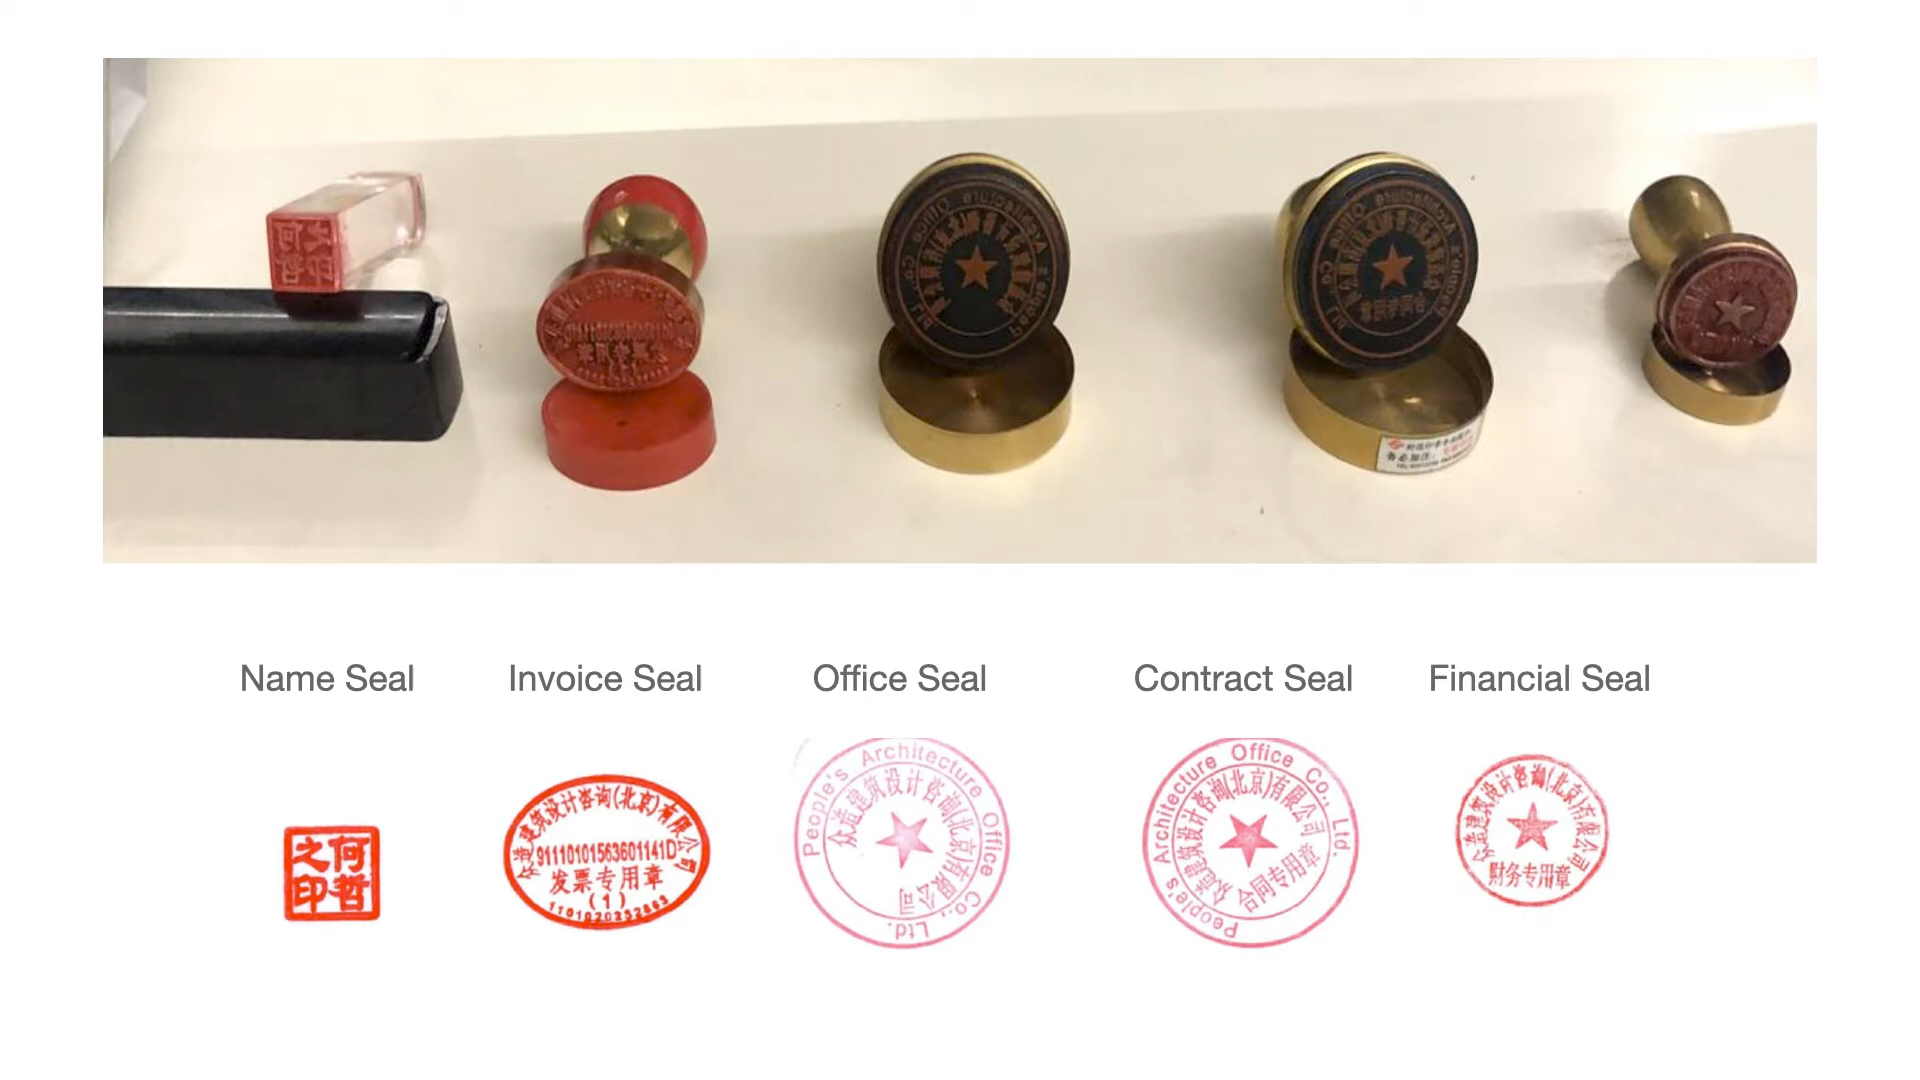 Name Seal
Invoice Seal
Office Seal
Contract Seal
Financial Seal
何哲
之印
众造建筑设计咨询(北京)有限公司
91110101563601141D
发票专用章
(1)
1101020252863
People's Architecture Office Co., Ltd.
众造建筑设计咨询(北京)有限公司
People's Architecture Office Co., Ltd.
众造建筑设计咨询(北京)有限公司
合同专用章
众造建筑设计咨询(北京)有限公司
财务专用章